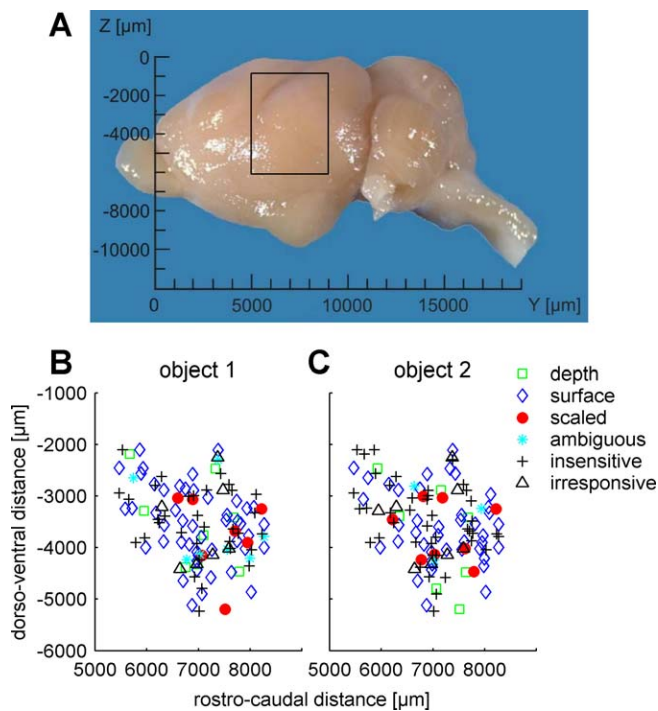 A
Z [µm]
0
-2000
-4000
-6000
-8000
-10000
0
5000
10000
15000
Y [µm]
B
object 1
C
object 2
-1000
-2000
-3000
-4000
-5000
-6000
dorso-ventral distance [µm]
5000 6000 7000 8000
5000 6000 7000 8000
rostro-caudal distance [µm]
depth
surface
scaled
ambiguous
insensitive
irresponsive